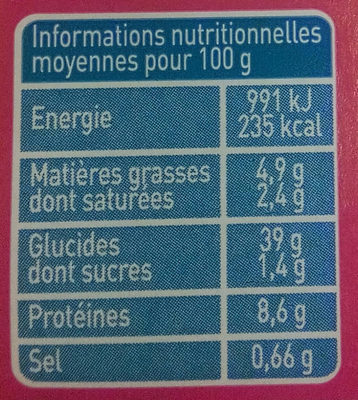 Informations nutritionnelles
moyennes pour 100 g
Energie
991 kJ
235 kcal
Matières grasses
dont saturées
4,9 g
2,4 g
Glucides
dont sucres
39 g
1,4 g
Protéines
8,6 g
Sel
0,66 g